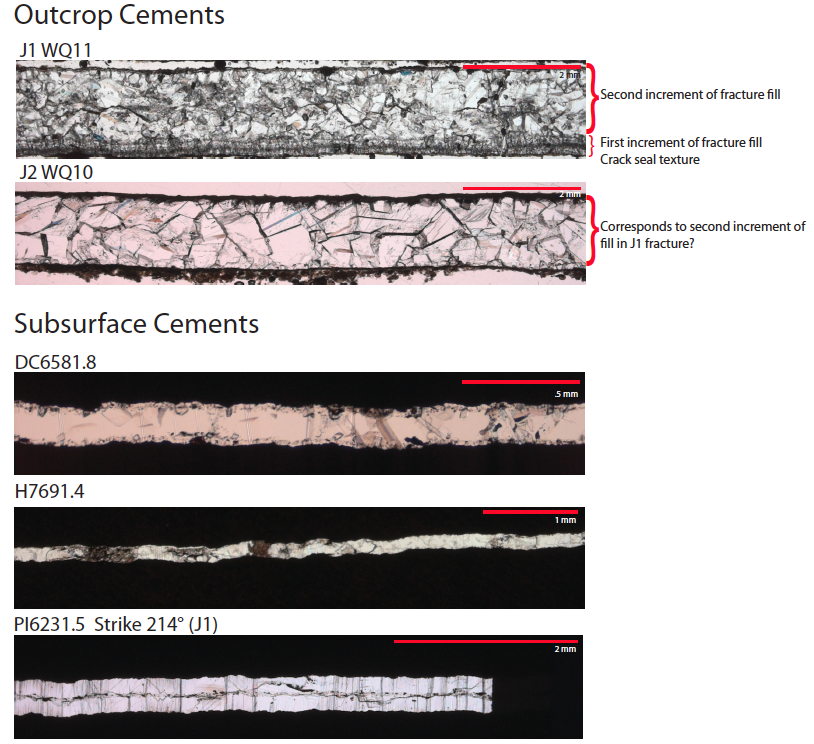 Outcrop Cements
J1 WQ11
2 mm
Second increment of fracture fill
First increment of fracture fill
Crack seal texture
J2 WQ10
2 mm
Corresponds to second increment of
fill in J1 fracture?
Subsurface Cements
DC6581.8
.5 mm
H7691.4
1 mm
PI6231.5  Strike 214° (J1)
2 mm